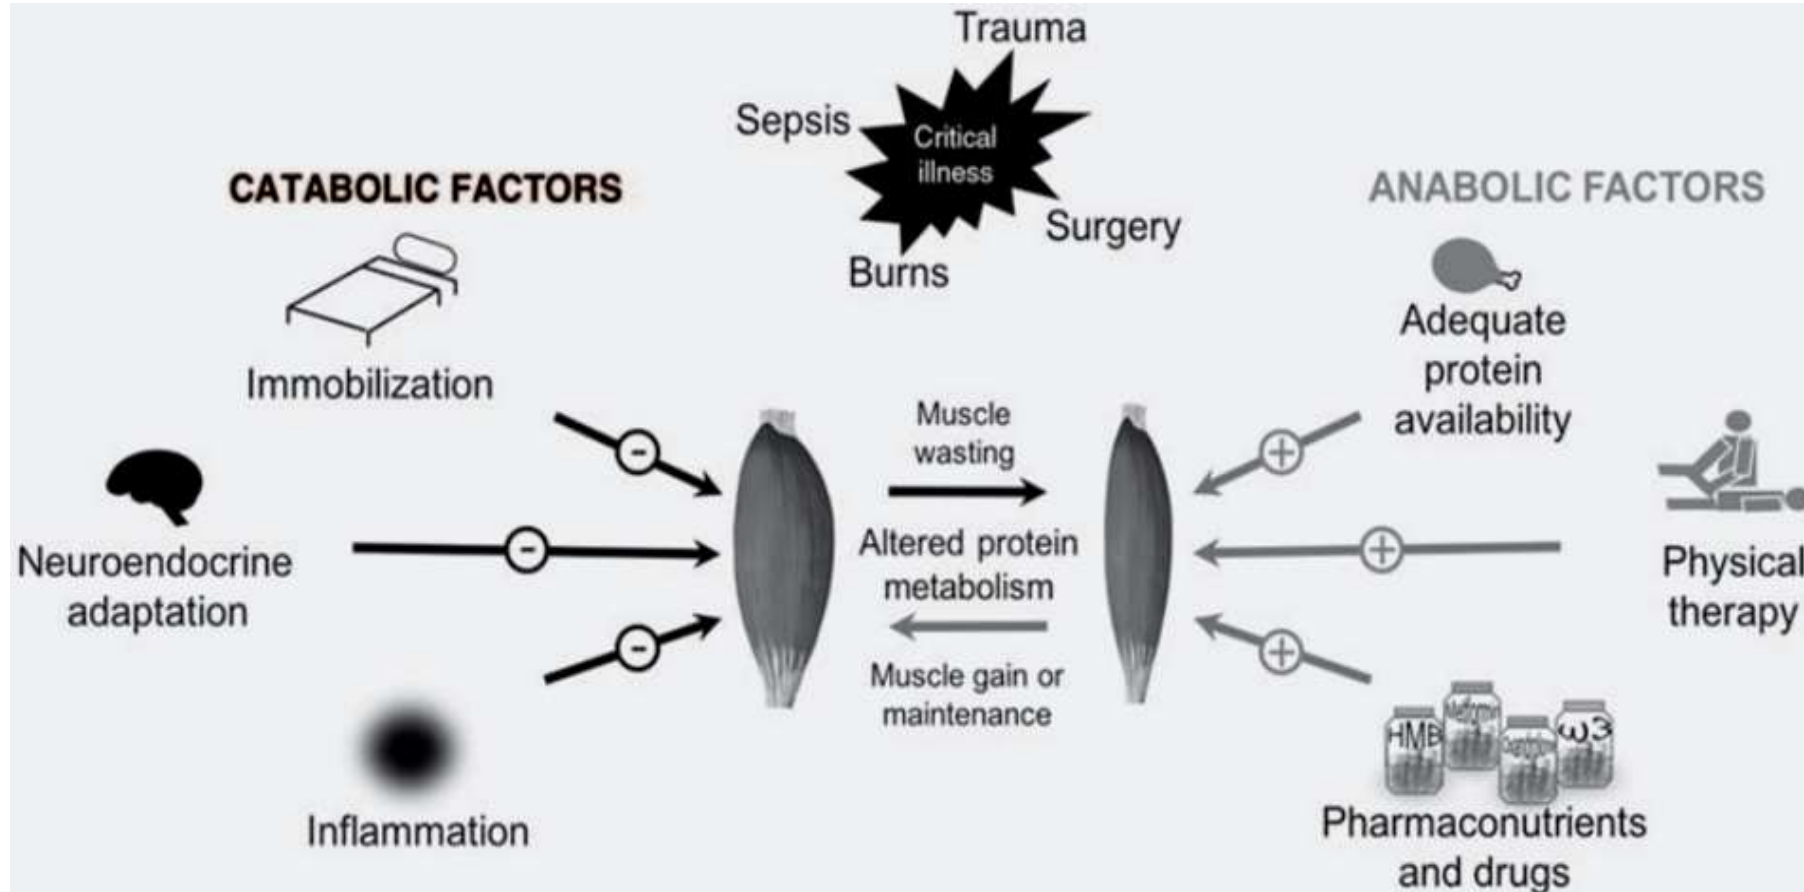 Trauma
Sepsis
Critical
illness
Surgery
Burns
CATABOLIC FACTORS
ANABOLIC FACTORS
Immobilization
Adequate
protein
availability
Neuroendocrine
adaptation
Muscle
wasting
Altered protein
metabolism
Muscle gain or
maintenance
Physical
therapy
Inflammation
HMB
ω3
Pharmaconutrients
and drugs